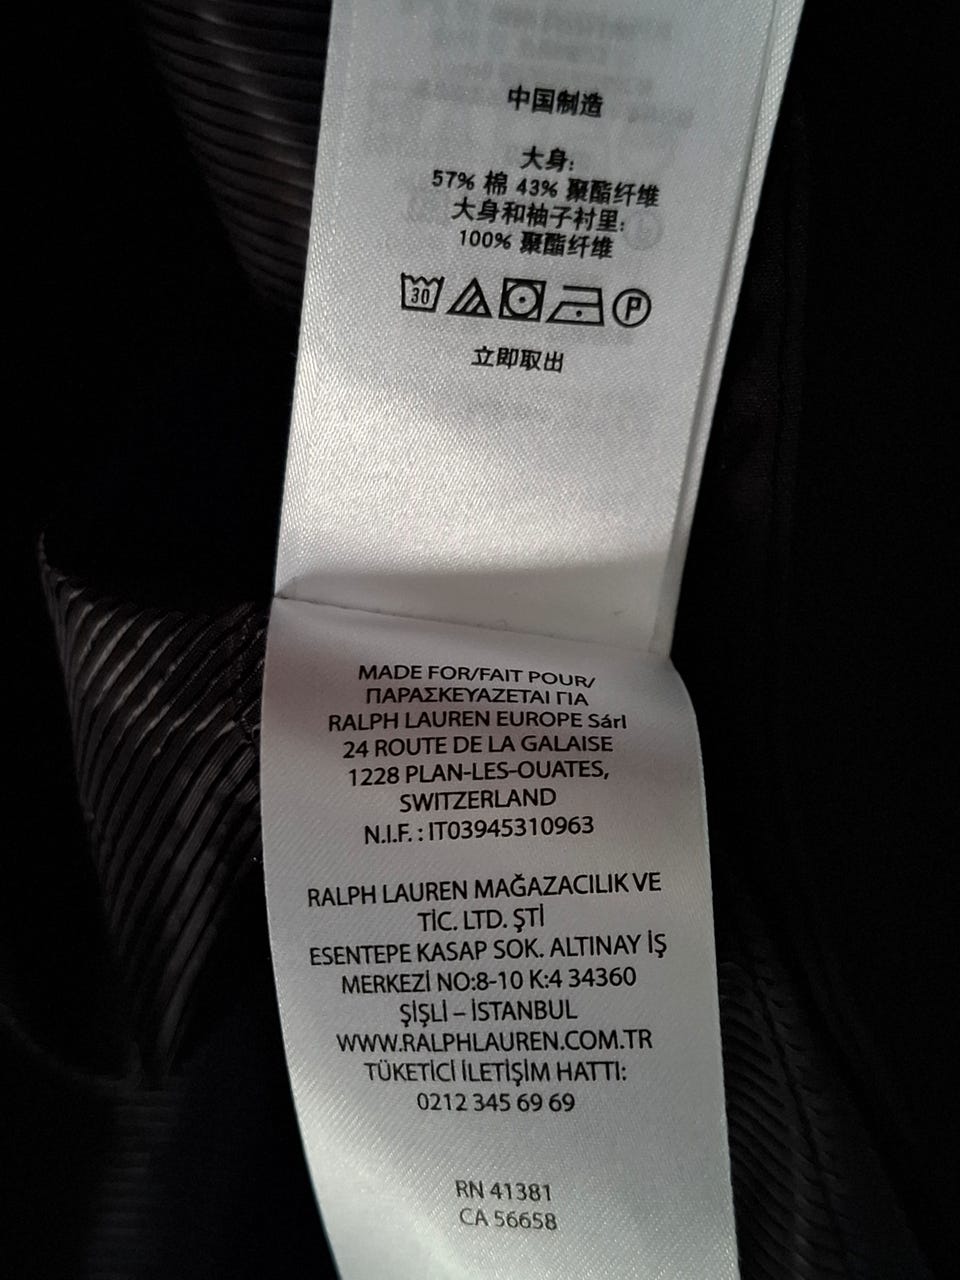 中国制造
大身:
57% 棉 43% 聚酯纤维
大身和袖子衬里:
100% 聚酯纤维
30
P
立即取出
MADE FOR/FAIT POUR/
ΠΑΡΑΣΚΕΥΑΖΕΤΑΙ ΓΙΑ
RALPH LAUREN EUROPE Sárl
24 ROUTE DE LA GALAISE
1228 PLAN-LES-OUATES,
SWITZERLAND
N.I.F. : IT03945310963
RALPH LAUREN MAĞAZACILIK VE
TİC. LTD. ŞTİ
ESENTEPE KASAP SOK. ALTINAY İŞ
MERKEZİ NO:8-10 K:4 34360
ŞİŞLİ – İSTANBUL
WWW.RALPHLAUREN.COM.TR
TÜKETİCİ İLETİŞİM HATTI:
0212 345 69 69
RN 41381
CA 56658